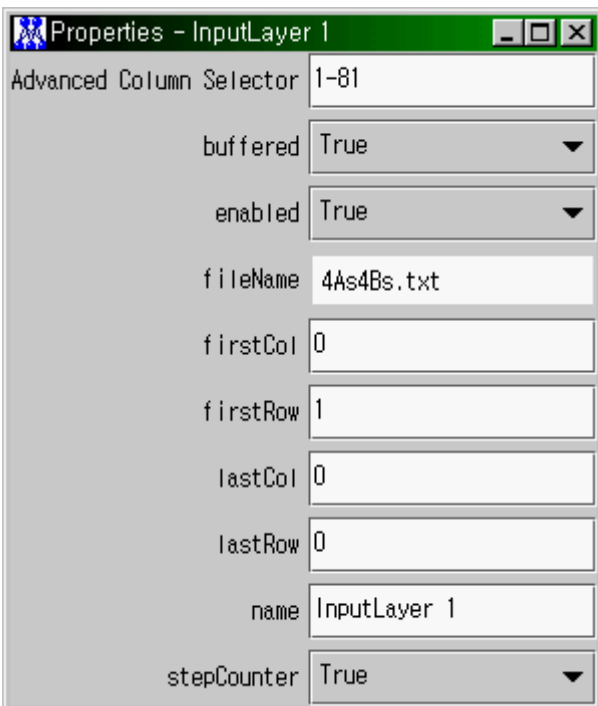 Properties - InputLayer 1
Advanced Column Selector 1-81
buffered True
enabled True
fileName 4As4Bs.txt
firstCol 0
firstRow 1
lastCol 0
lastRow 0
name InputLayer 1
stepCounter True